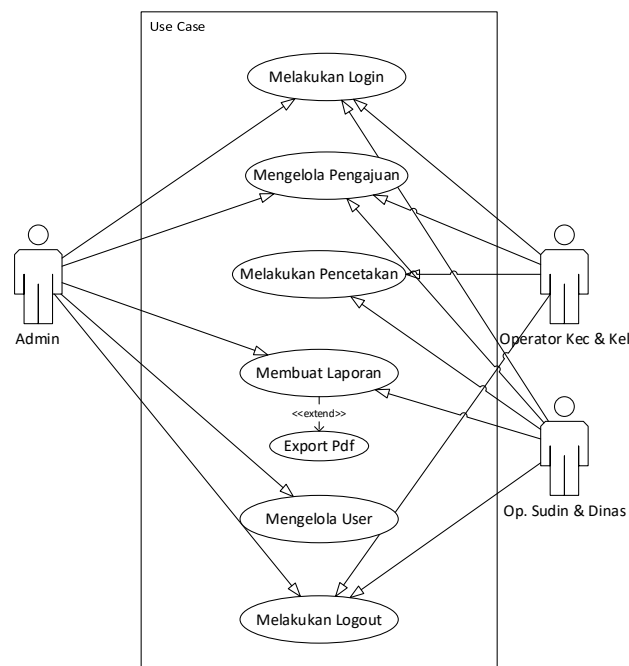 Use Case
Melakukan Login
Mengelola Pengajuan
Melakukan Pencetakan
Admin
Operator Kec & Kel
Membuat Laporan
<<extend>>
Export Pdf
Op. Sudin & Dinas
Mengelola User
Melakukan Logout